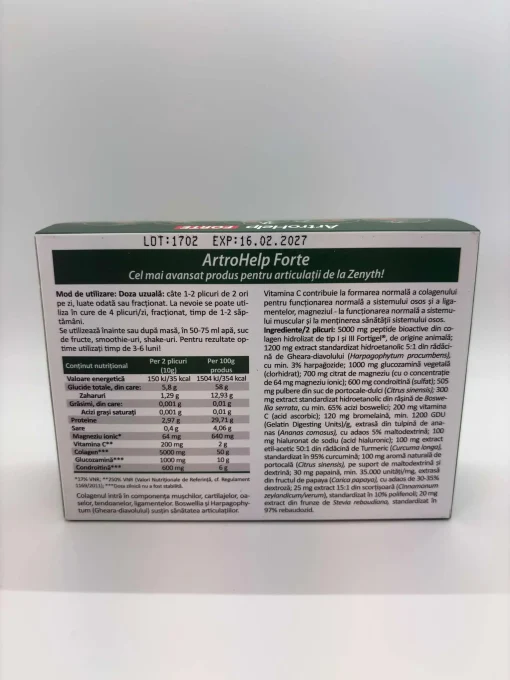 ArtroHelp FORTE
LOT:1702 EXP:16.02.2027
ArtroHelp Forte
Cel mai avansat produs pentru articulații de la Zenyth!
Mod de utilizare: Doza uzuală: câte 1-2 plicuri de 2 ori
pe zi, luate odată sau fracționat. La nevoie se poate uti-
liza în cure de 4 plicuri/zi, fracționat, timp de 1-2 săp-
tămâni.
Se utilizează înainte sau după masă, în 50-75 ml apă, suc
de fructe, smoothie-uri, shake-uri. Pentru rezultate op-
time utilizați timp de 3-6 luni!
Conținut nutrițional Per 2 plicuri (10g) Per 100g produs
Valoare energetică 150 kJ/35 kcal 1504 kJ/354 kcal
Glucide totale, din care: 5,8 g 58 g
Zaharuri 1,29 g 12,93 g
Grăsimi, din care: 0,001 g 0,01 g
Acizi grași saturați 0,001 g 0,01 g
Proteine 2,97 g 29,71 g
Sare 0,4 g 4,06 g
Magneziu ionic* 64 mg 640 mg
Vitamina C** 200 mg 2 g
Colagen*** 5000 mg 50 g
Glucozamină*** 1000 mg 10 g
Condroitină*** 600 mg 6 g
*17% VNR, **250% VNR (Valori Nutriționale de Referință, cf. Regulament
1169/2011); ***Doza zilnică nu a fost stabilită.
Colagenul intră în componența mușchilor, cartilajelor, oa-
selor, tendoanelor, ligamentelor. Boswellia și Harpagophy-
tum (Gheara-diavolului) susțin sănătatea articulațiilor.
Vitamina C contribuie la formarea normală a colagenului
pentru funcționarea normală a sistemului osos și a liga-
mentelor, magneziul - la funcționarea normală a sistemu-
lui muscular și la menținerea sănătății sistemului osos.
Ingrediente/2 plicuri: 5000 mg peptide bioactive din co-
lagen hidrolizat de tip I și III Fortigel®, de origine animală;
1200 mg extract standardizat hidroetanolic 5:1 din rădăci-
nă de Gheara-diavolului (Harpagophytum procumbens),
cu min. 3% harpagozide; 1000 mg glucozamină vegetală
(clorhidrat); 700 mg citrat de magneziu (cu o concentrație
de 64 mg magneziu ionic); 600 mg condroitină (sulfat); 505
mg pulbere din suc de portocale-dulci (Citrus sinensis); 300
mg extract standardizat hidroetanolic din rășină de Boswe-
llia serrata, cu min. 65% acizi boswelici; 200 mg vitamina
C (acid ascorbic); 120 mg bromelaină, min. 1200 GDU
(Gelatin Digesting Units)/g, extrasă din tulpină de ana-
nas (Ananas comosus), cu adaos 5% maltodextrină; 100
mg hialuronat de sodiu (acid hialuronic); 100 mg extract
etil-acetic 50:1 din rădăcină de Turmeric (Curcuma longa),
standardizat în 95% curcumină; 100 mg aromă naturală de
portocală (Citrus sinensis), pe suport de maltodextrină și
dextrină; 30 mg papaină, min. 35.000 unități/mg, extrasă
din fructul de papaya (Carica papaya), cu adaos de 30-35%
dextroză; 25 mg extract 15:1 din scorțișoară (Cinnamomum
zeylandicum/verum), standardizat în 10% polifenoli; 20 mg
extract din frunze de Stevia rebaudiana, standardizat în
97% rebaudozid.